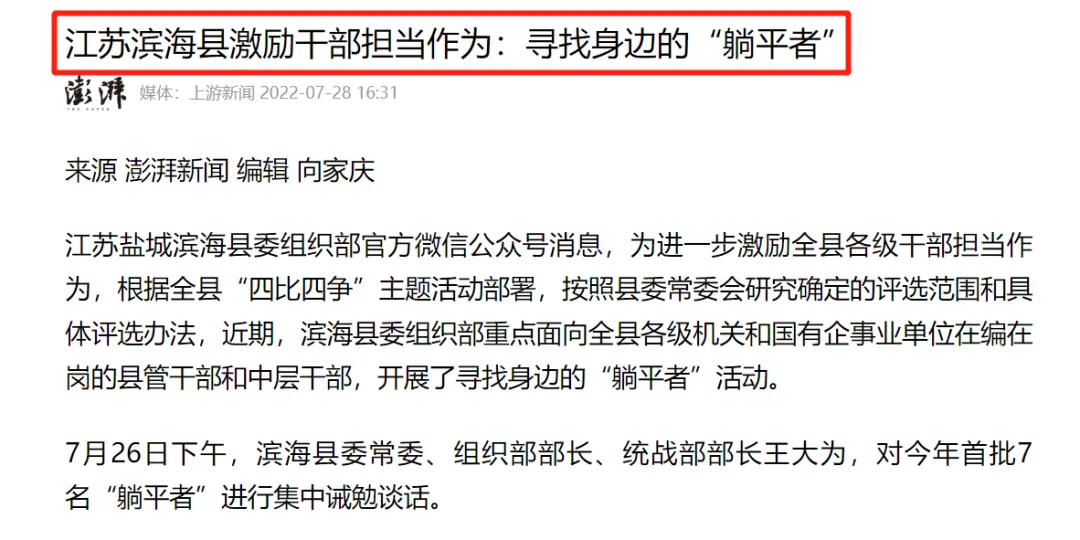 江苏滨海县激励干部担当作为：寻找身边的“躺平者”
澎湃 媒体：上游新闻 2022-07-28 16:31
THE PAPER
来源 澎湃新闻 编辑 向家庆
江苏盐城滨海县委组织部官方微信公众号消息，为进一步激励全县各级干部担当作
为，根据全县“四比四争”主题活动部署，按照县委常委会研究确定的评选范围和具
体评选办法，近期，滨海县委组织部重点面向全县各级机关和国有企事业单位在编在
岗的县管干部和中层干部，开展了寻找身边的“躺平者”活动。
7月26日下午，滨海县委常委、组织部部长、统战部部长王大为，对今年首批7
名“躺平者”进行集中诫勉谈话。